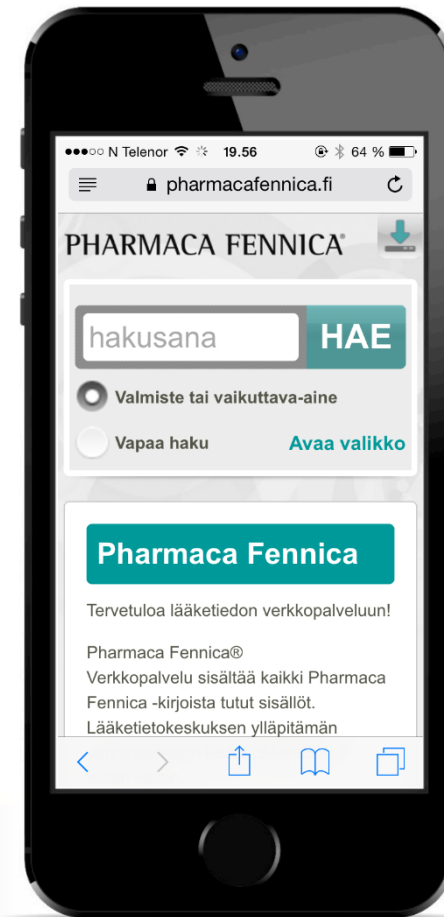 N Telenor 19.56 64 %
pharmacafennica.fi
PHARMACA FENNICA®
hakusana HAE
Valmiste tai vaikuttava-aine
Vapaa haku Avaa valikko
Pharmaca Fennica
Tervetuloa lääketiedon verkkopalveluun!
Pharmaca Fennica®
Verkkopalvelu sisältää kaikki Pharmaca
Fennica -kirjoista tutut sisällöt.
Lääketietokeskuksen ylläpitämän